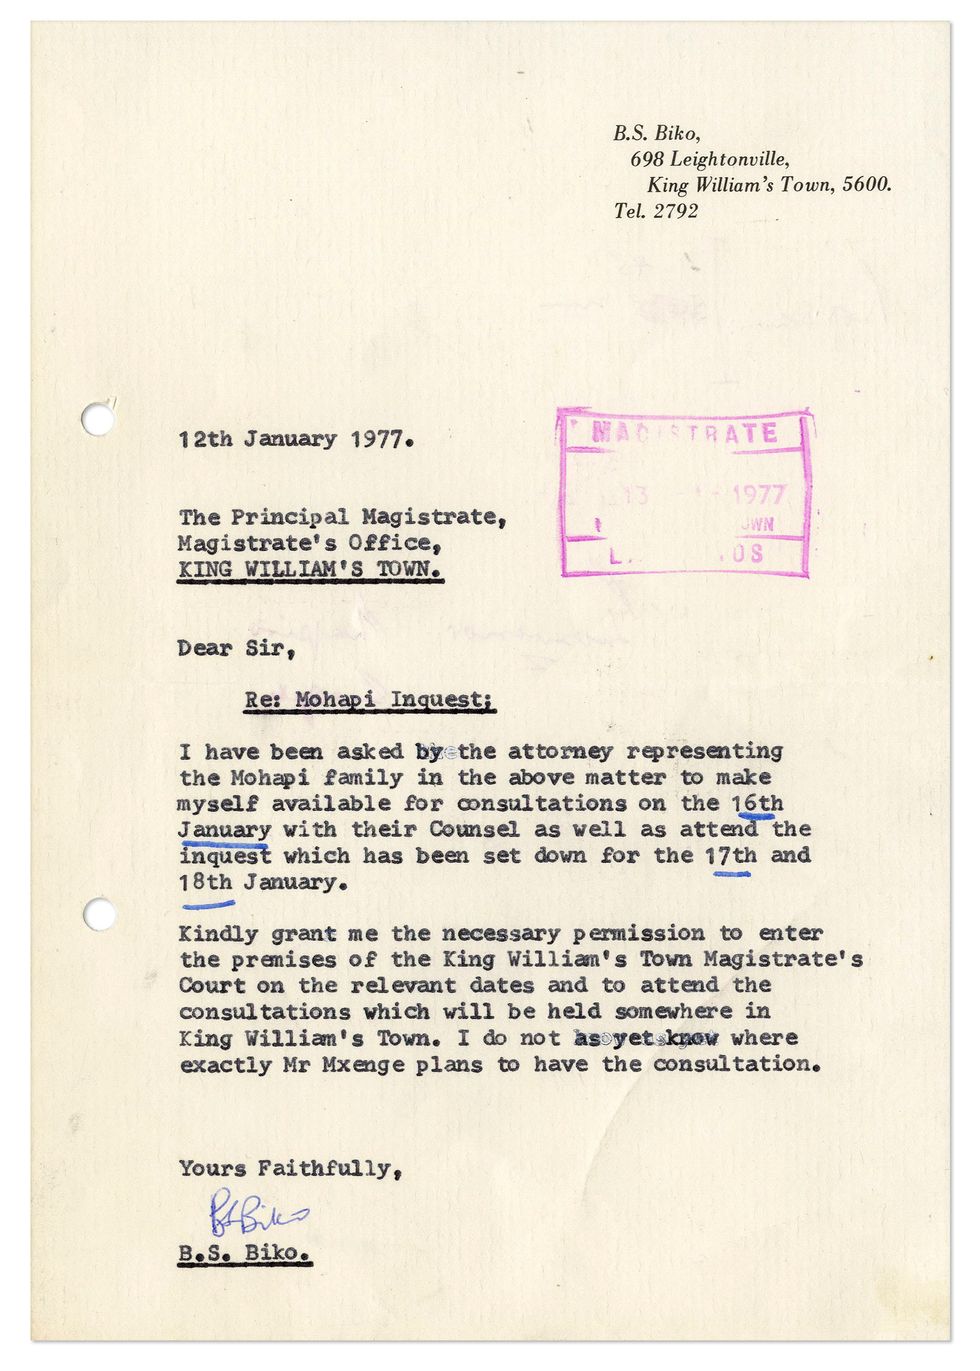 B.S. Biko,
698 Leightonville,
King William's Town, 5600.
Tel. 2792
12th January 1977.
MAGISTRATE
13 1977
The Principal Magistrate,
Magistrate's Office,
KING WILLIAM'S TOWN.
Dear Sir,
Re: Mohapi Inquest;
I have been asked by the attorney representing
the Mohapi family in the above matter to make
myself available for consultations on the 16th
January with their Counsel as well as attend the
inquest which has been set down for the 17th and
18th January.
Kindly grant me the necessary permission to enter
the premises of the King William's Town Magistrate's
Court on the relevant dates and to attend the
consultations which will be held somewhere in
King William's Town. I do not as yet know where
exactly Mr Mxenge plans to have the consultation.
Yours Faithfully,
BSBiko
B.S. Biko.